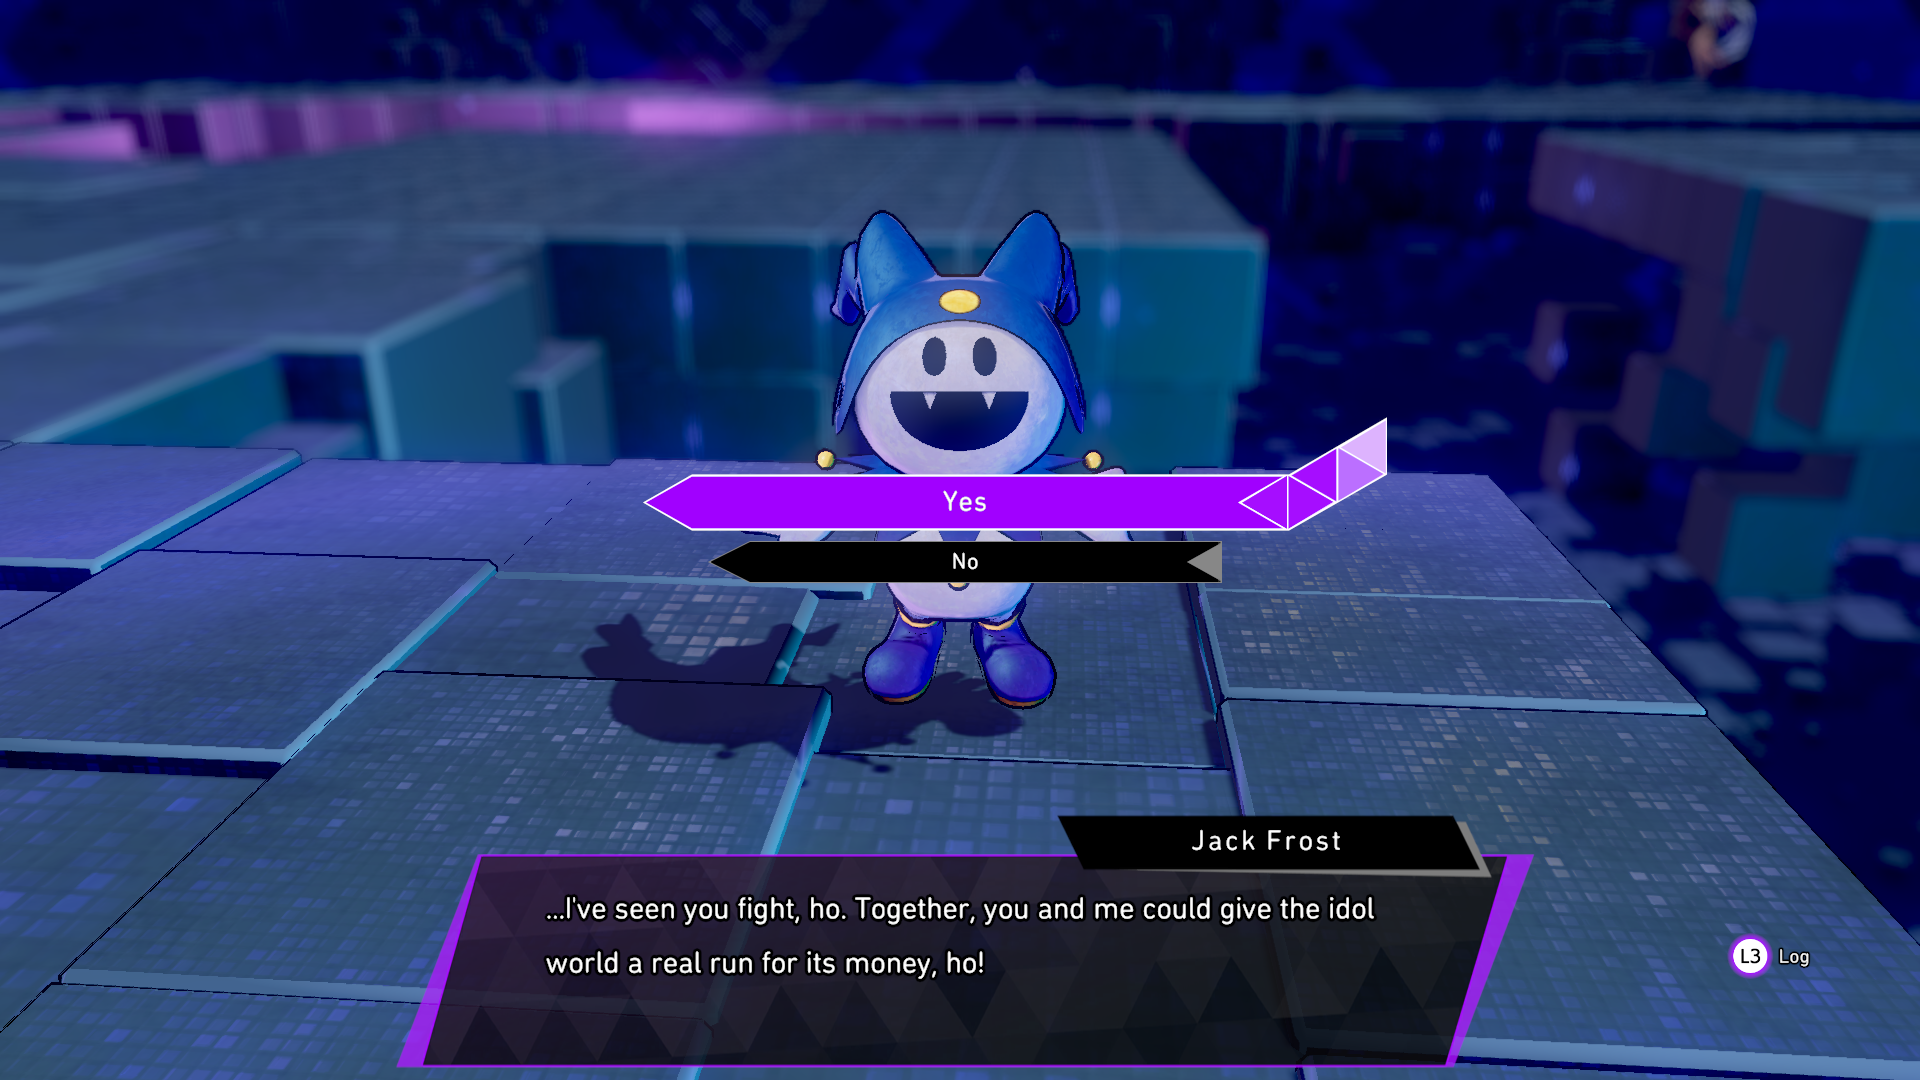 Yes
No
Jack Frost
...I've seen you fight, ho. Together, you and me could give the idol
world a real run for its money, ho!
L3 Log